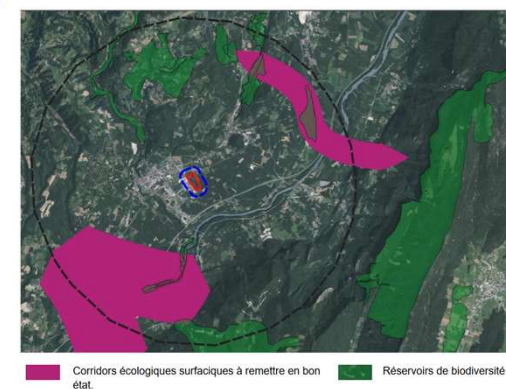 Corridors écologiques surfaciques à remettre en bon
état.
Réservoirs de biodiversité